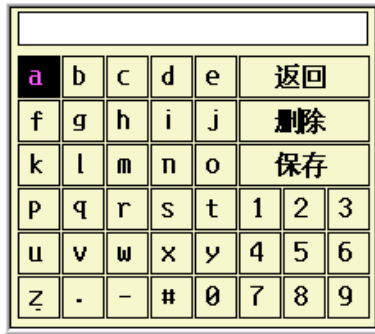 a b c d e 返回
f g h i j 删除
k l m n o 保存
p q r s t 1 2 3
u v w x y 4 5 6
z . - # 0 7 8 9